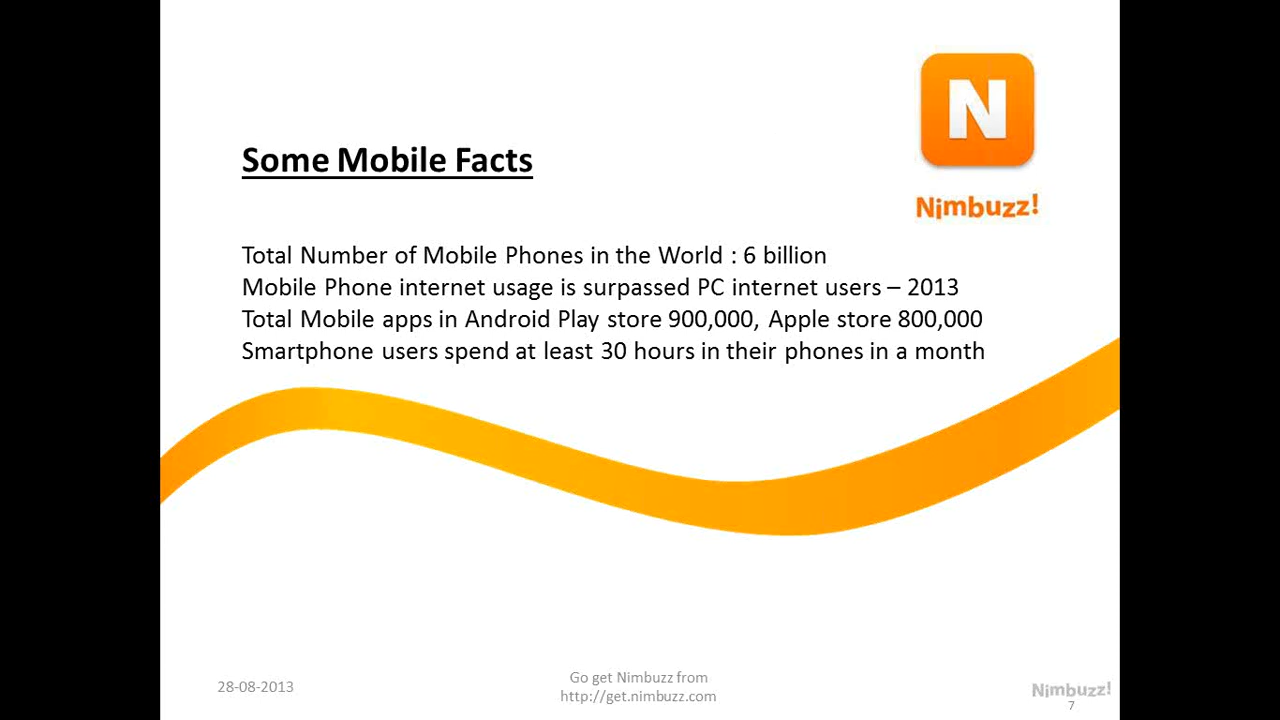 N
Nimbuzz!
Some Mobile Facts
Total Number of Mobile Phones in the World : 6 billion
Mobile Phone internet usage is surpassed PC internet users – 2013
Total Mobile apps in Android Play store 900,000, Apple store 800,000
Smartphone users spend at least 30 hours in their phones in a month
28-08-2013
Go get Nimbuzz from
http://get.nimbuzz.com
Nimbuzz!
7